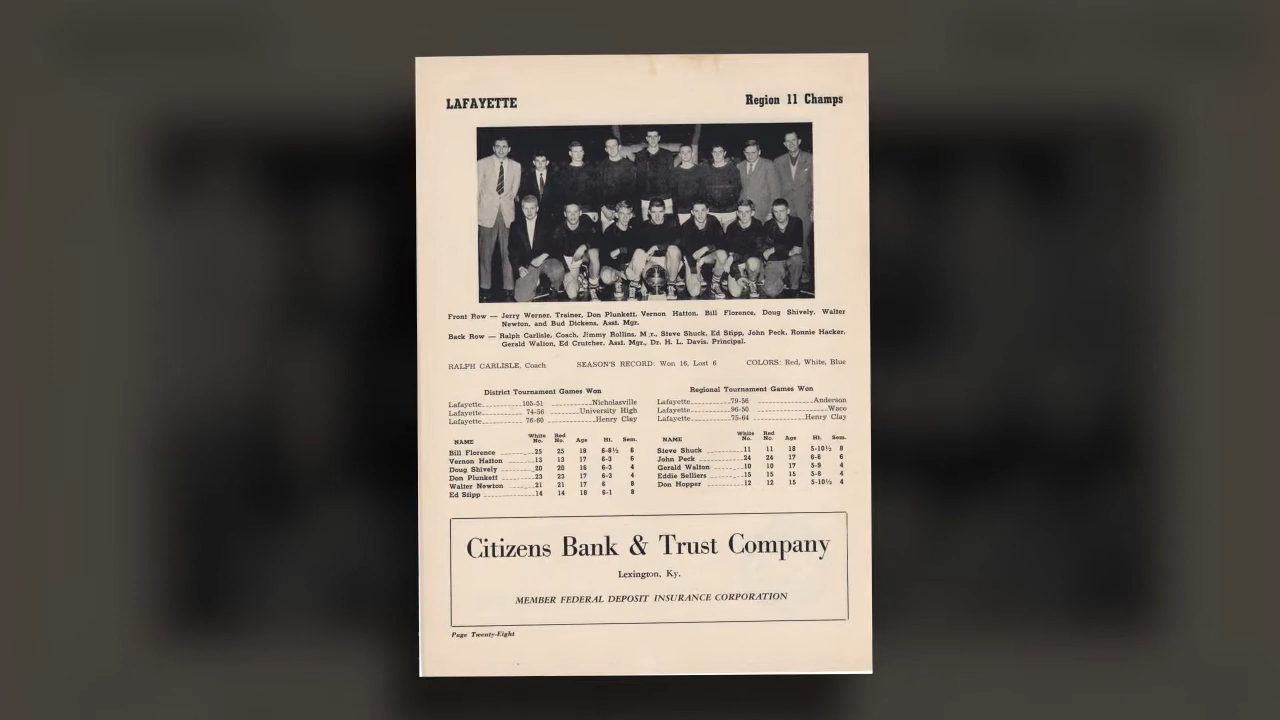 LAFAYETTE Region 11 Champs
Front Row — Jerry Werner, Trainer, Don Plunkett, Vernon Hatton, Bill Florence, Doug Shively, Walter
Newton, and Bud Dickens, Asst. Mgr.
Back Row — Ralph Carlisle, Coach, Jimmy Rollins, M r., Steve Shuck, Ed Stipp, John Peck, Ronnie Hacker,
Gerald Walton, Ed Crutcher, Asst. Mgr., Dr. H. L. Davis, Principal.
RALPH CARLISLE, Coach SEASON'S RECORD: Won 16, Lost 6 COLORS: Red, White, Blue
District Tournament Games Won
Lafayette 105-51 Nicholasville
Lafayette 74-56 University High
Lafayette 76-60 Henry Clay
Regional Tournament Games Won
Lafayette 79-56 Anderson
Lafayette 96-50 Waco
Lafayette 75-64 Henry Clay
NAME White No. Red No. Age Ht. Sem.
Bill Florence 25 25 18 6-8½ 6
Vernon Hatton 13 13 17 6-3 6
Doug Shively 20 20 16 6-3 4
Don Plunkett 23 23 17 6-3 4
Walter Newton 21 21 17 6 8
Ed Stipp 14 14 18 6-1 8
NAME White No. Red No. Age Ht. Sem.
Steve Shuck 11 11 18 5-10½ 8
John Peck 24 24 17 6-6 6
Gerald Walton 10 10 17 5-9 4
Eddie Selliers 15 15 15 5-8 4
Don Hopper 12 12 15 5-10½ 4
Citizens Bank & Trust Company
Lexington, Ky.
MEMBER FEDERAL DEPOSIT INSURANCE CORPORATION
Page Twenty-Eight